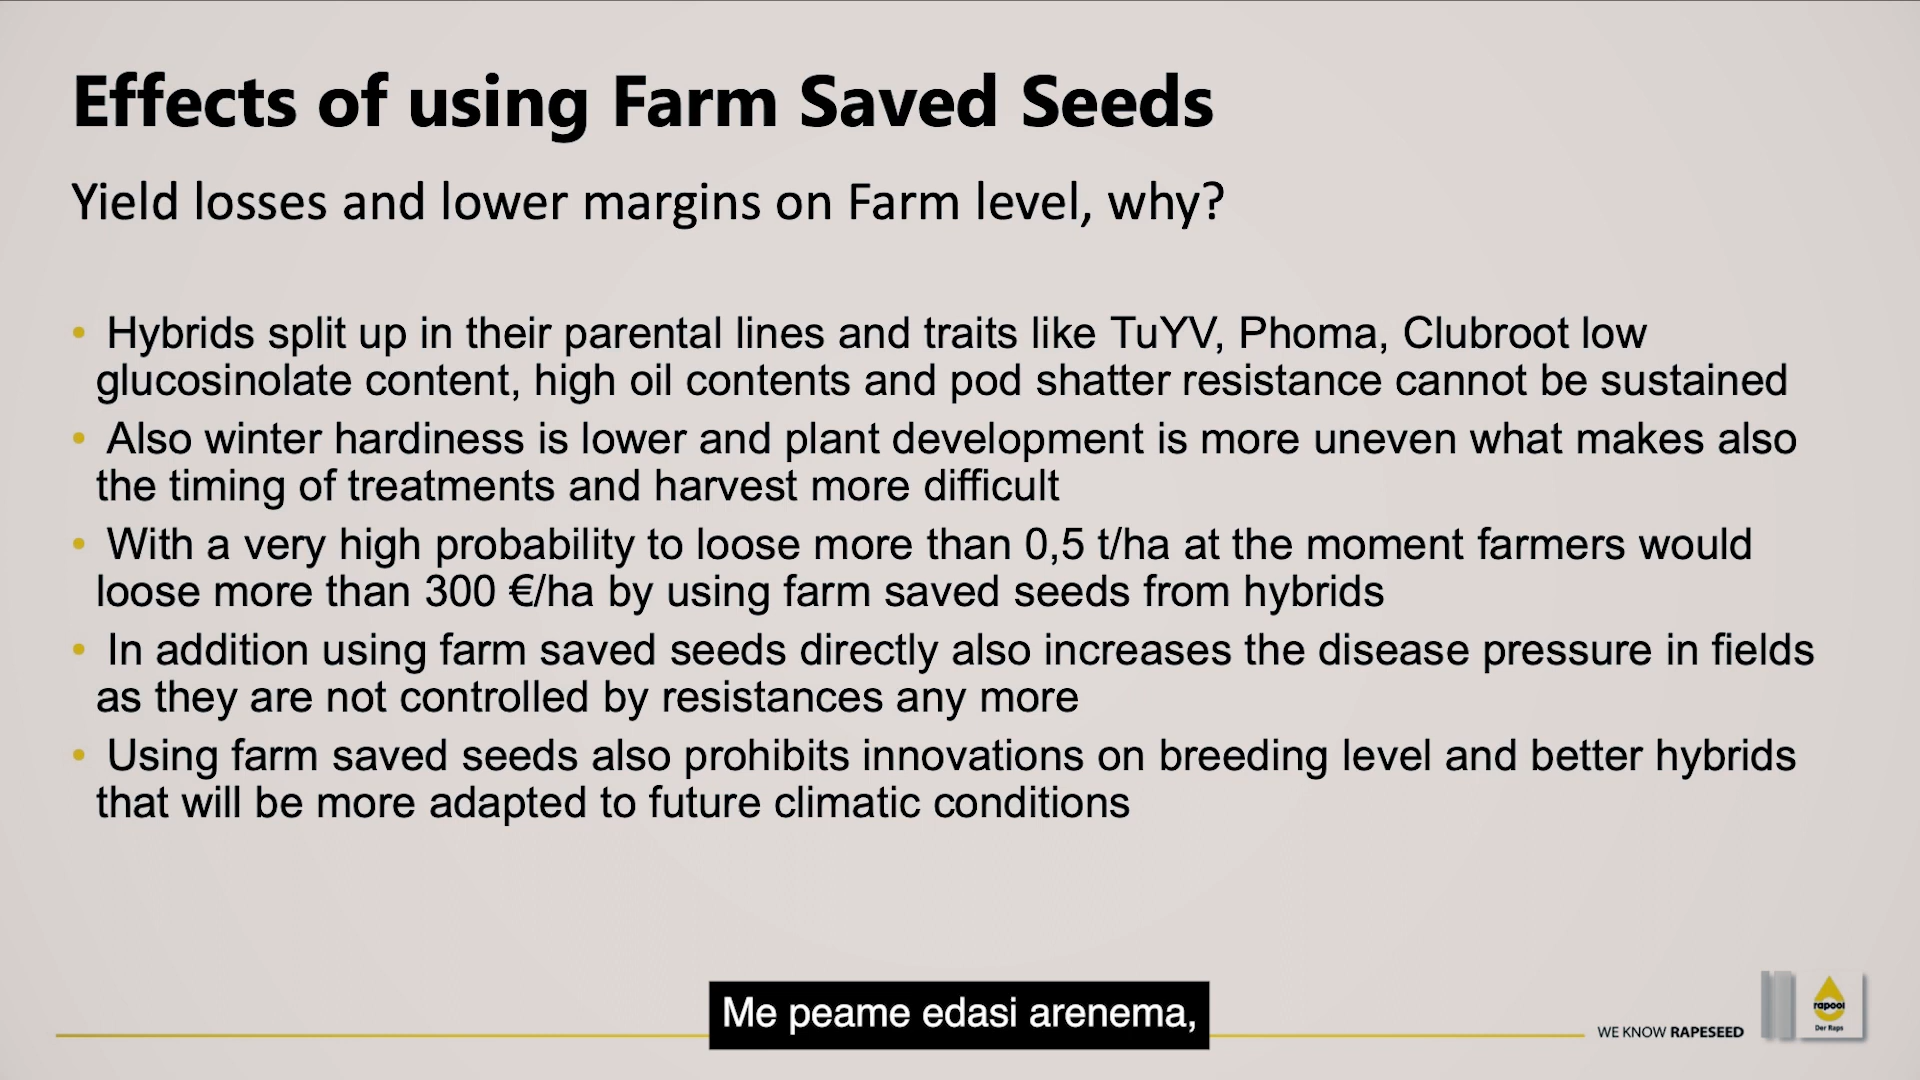 Effects of using Farm Saved Seeds
Yield losses and lower margins on Farm level, why?
• Hybrids split up in their parental lines and traits like TuYV, Phoma, Clubroot low
glucosinolate content, high oil contents and pod shatter resistance cannot be sustained
• Also winter hardiness is lower and plant development is more uneven what makes also
the timing of treatments and harvest more difficult
• With a very high probability to loose more than 0,5 t/ha at the moment farmers would
loose more than 300 €/ha by using farm saved seeds from hybrids
• In addition using farm saved seeds directly also increases the disease pressure in fields
as they are not controlled by resistances any more
• Using farm saved seeds also prohibits innovations on breeding level and better hybrids
that will be more adapted to future climatic conditions
Me peame edasi arenema,
WE KNOW RAPESEED
rapool
Der Raps